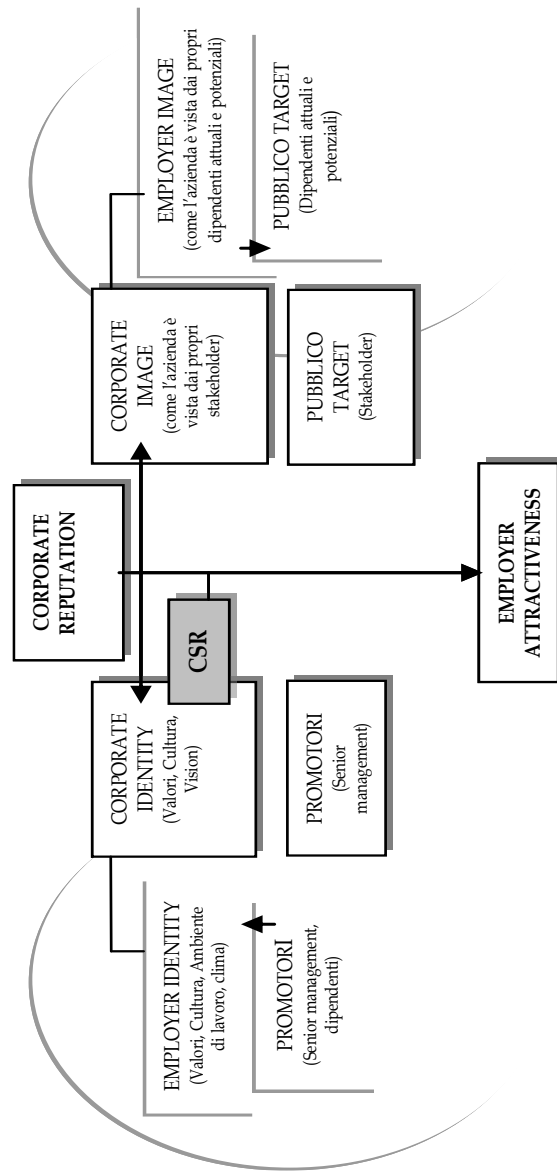 CORPORATE
REPUTATION
EMPLOYER IDENTITY
(Valori, Cultura, Ambiente
di lavoro, clima)
PROMOTORI
(Senior management,
dipendenti)
CORPORATE
IDENTITY
(Valori, Cultura,
Vision)
PROMOTORI
(Senior
management)
CSR
CORPORATE
IMAGE
(come l'azienda è
vista dai propri
stakeholder)
PUBBLICO
TARGET
(Stakeholder)
EMPLOYER IMAGE
(come l'azienda è vista dai propri
dipendenti attuali e potenziali)
PUBBLICO TARGET
(Dipendenti attuali e
potenziali)
EMPLOYER
ATTRACTIVENESS